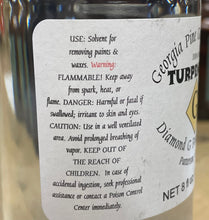 USE: Solvent for
removing paints &
waxes. Warning:
FLAMMABLE! Keep away
from spark, heat, or
flame. DANGER: Harmful or fatal if
swallowed; irritant to skin and eyes.
CAUTION: Use in a well ventilated
area. Avoid prolonged breathing of
vapor. KEEP OUT OF
THE REACH OF
CHILDREN. In case of
accidental ingestion, seek professional
assistance or contact a Poison Control
Center immediately.
Georgia Pine
TURP
Diamond G
NET 8